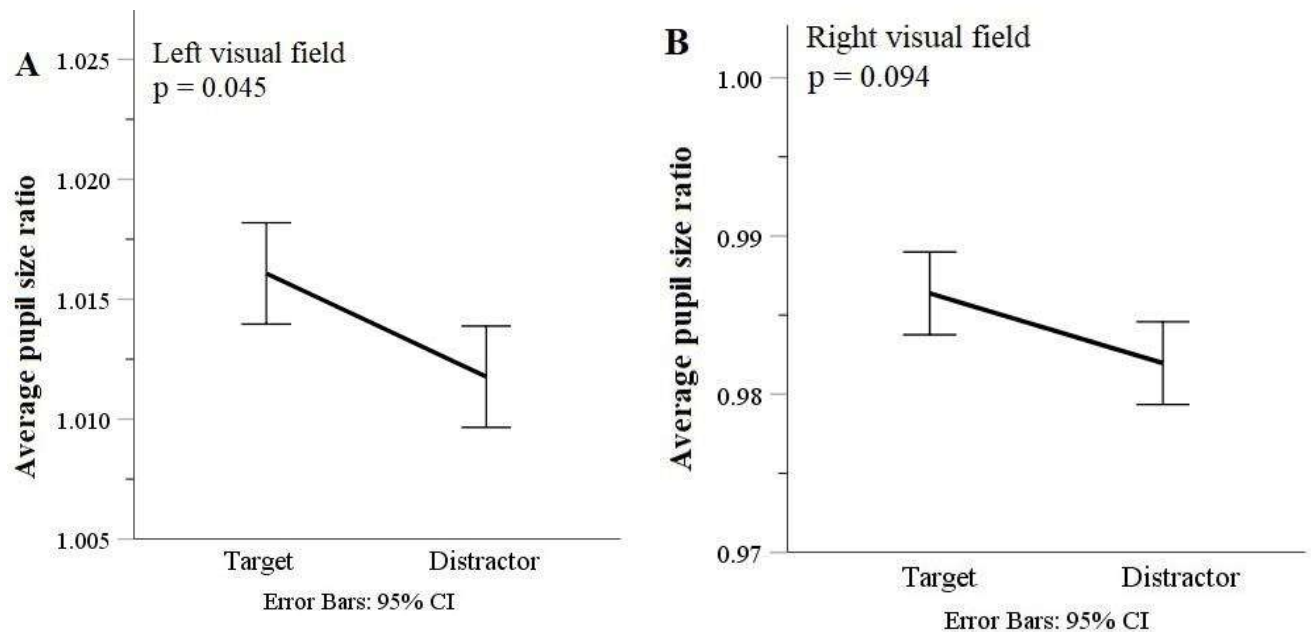 A
Left visual field
p = 0.045
1.025
1.020
1.015
1.010
1.005
Average pupil size ratio
Target Distractor
Error Bars: 95% CI
B
Right visual field
p = 0.094
1.00
0.99
0.98
0.97
Average pupil size ratio
Target Distractor
Error Bars: 95% CI